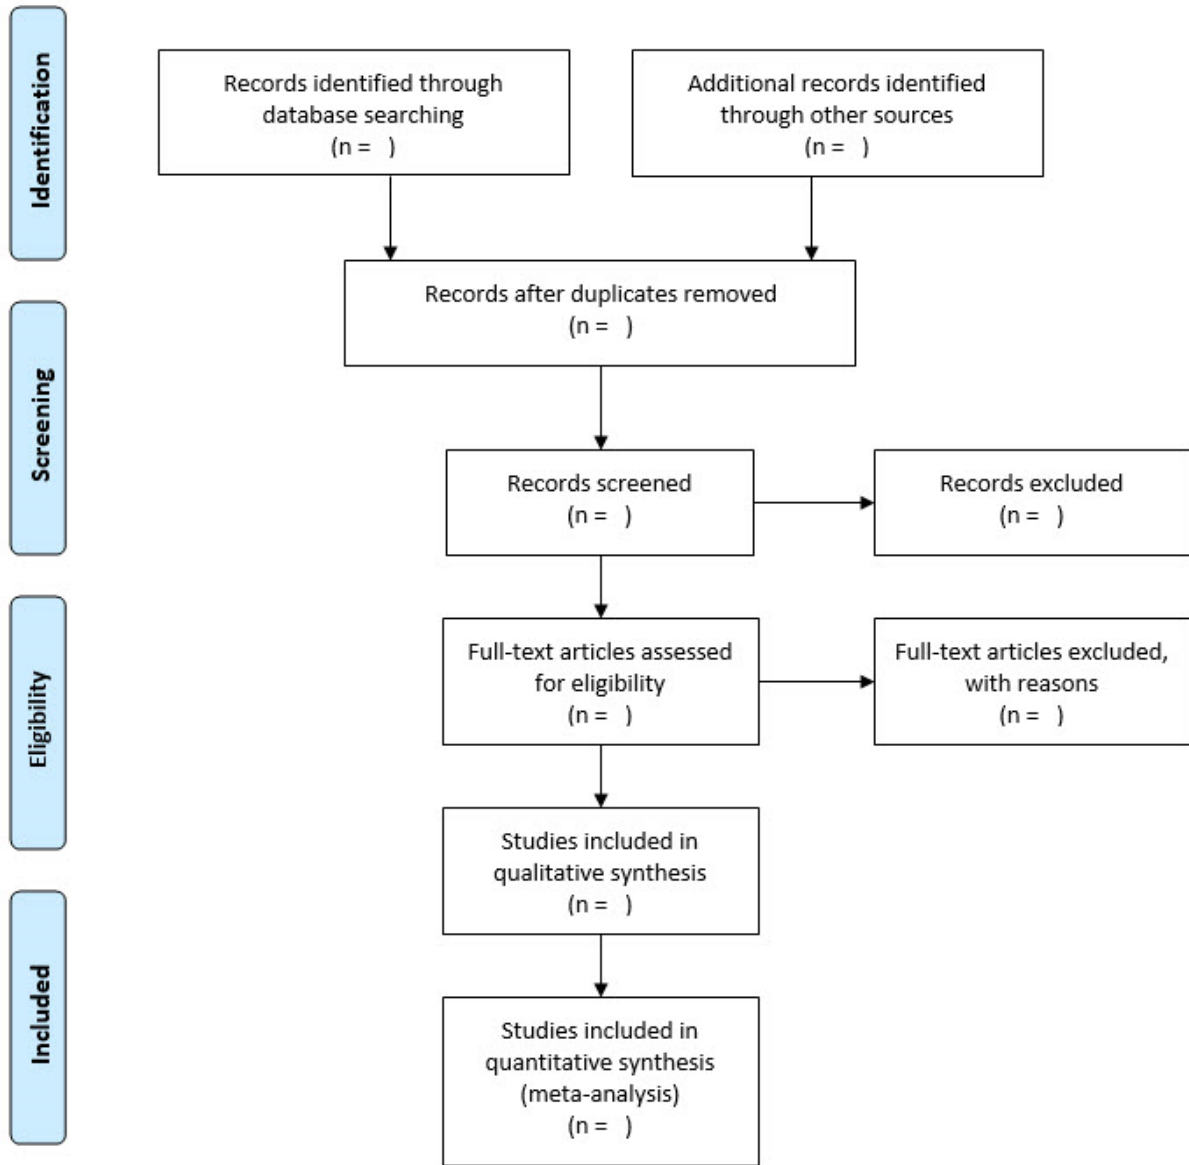 Identification
Records identified through
database searching
(n =   )
Additional records identified
through other sources
(n =   )
Records after duplicates removed
(n =   )
Screening
Records screened
(n =   )
Records excluded
(n =   )
Eligibility
Full-text articles assessed
for eligibility
(n =   )
Full-text articles excluded,
with reasons
(n =   )
Studies included in
qualitative synthesis
(n =   )
Included
Studies included in
quantitative synthesis
(meta-analysis)
(n =   )